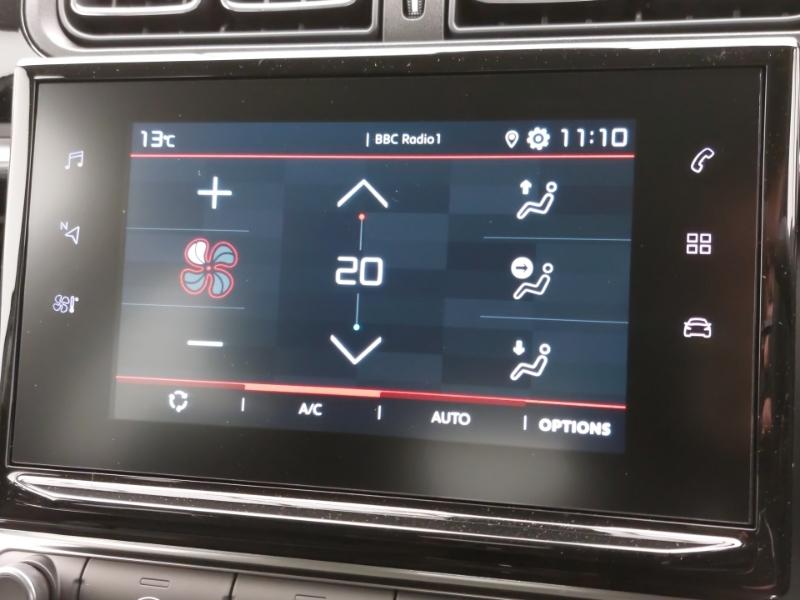 13°C | BBC Radio1 11:10
N
20
A/C | AUTO | OPTIONS